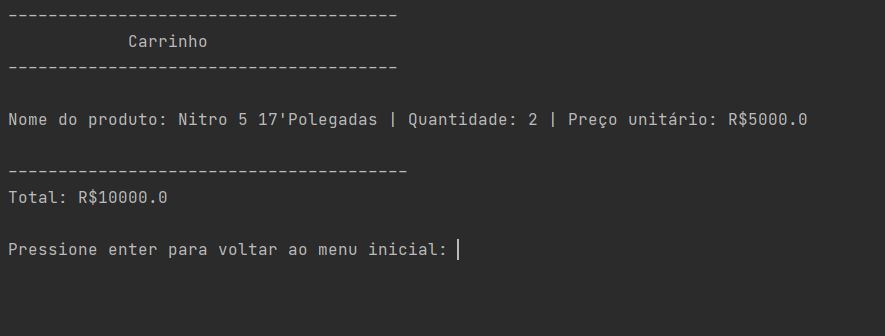 ---------------------------------------
Carrinho
---------------------------------------
Nome do produto: Nitro 5 17'Polegadas | Quantidade: 2 | Preço unitário: R$5000.0
----------------------------------------
Total: R$10000.0
Pressione enter para voltar ao menu inicial: